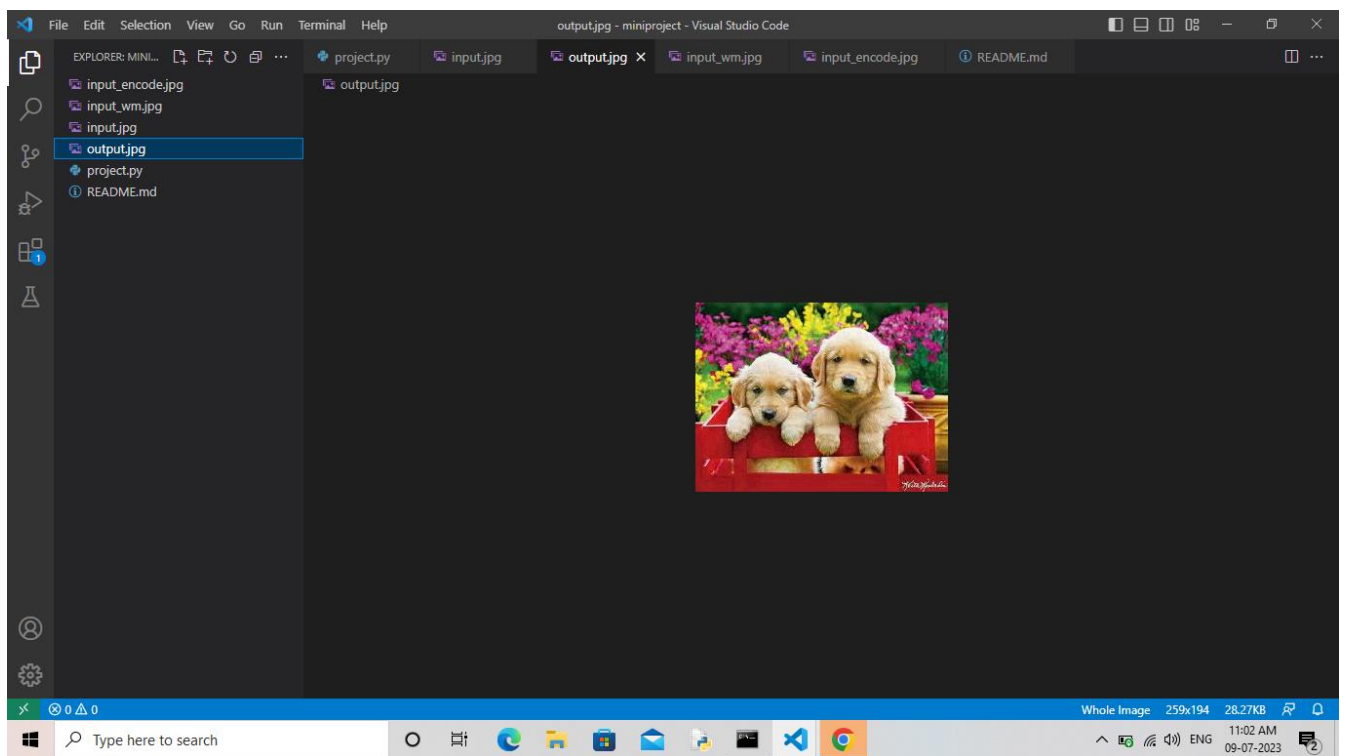 File Edit Selection View Go Run Terminal Help output.jpg - miniproject - Visual Studio Code
EXPLORER: MINI... project.py input.jpg output.jpg input_wm.jpg input_encode.jpg README.md
input_encode.jpg output.jpg
input_wm.jpg
input.jpg
output.jpg
project.py
README.md
1
0 0 Whole Image 259x194 28.27KB
Type here to search ENG 11:02 AM
09-07-2023 2